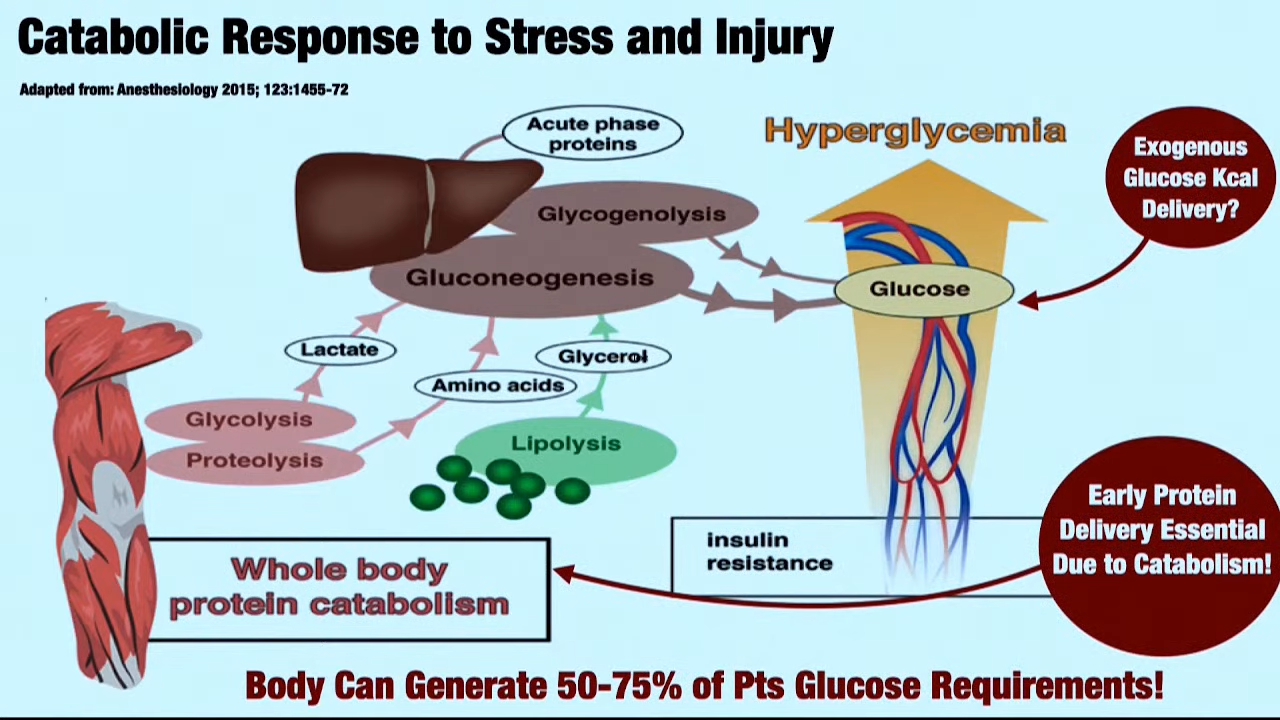 Catabolic Response to Stress and Injury
Adapted from: Anesthesiology 2015; 123:1455-72
Acute phase
proteins
Hyperglycemia
Exogenous
Glucose Kcal
Delivery?
Glycogenolysis
Gluconeogenesis
Glucose
Lactate
Glycerol
Amino acids
Glycolysis
Proteolysis
Lipolysis
Early Protein
Delivery Essential
Due to Catabolism!
insulin
resistance
Whole body
protein catabolism
Body Can Generate 50-75% of Pts Glucose Requirements!